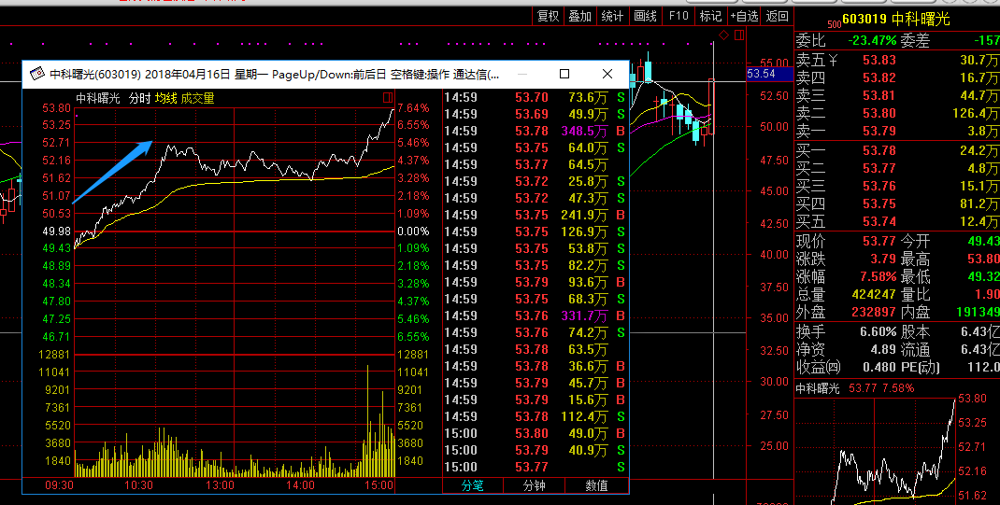 复权 叠加 统计 画线 F10 标记 +自选 返回
500 603019 中科曙光
委比 -23.47% 委差 -157
卖五 ¥ 53.83 30.7万
卖四 53.82 16.7万
卖三 53.81 44.7万
卖二 53.80 126.4万
卖一 53.79 3.8万
买一 53.78 24.2万
买二 53.77 4.8万
买三 53.76 15.1万
买四 53.75 81.2万
买五 53.74 12.4万
现价 53.77 今开 49.43
涨跌 3.79 最高 53.80
涨幅 7.58% 最低 49.32
总量 424247 量比 1.90
外盘 232897 内盘 191349
换手 6.60% 股本 6.43亿
净资 4.89 流通 6.43亿
收益㈣ 0.480 PE(动) 112.0
中科曙光 53.77 7.58%
53.80
53.25
52.71
52.16
51.62
55.00
53.54
52.50
50.00
47.50
45.00
42.50
40.00
37.50
35.00
32.50
30.00
27.50
25.00
中科曙光(603019) 2018年04月16日 星期一 PageUp/Down:前后日 空格键:操作 通达信(...
中科曙光 分时 均线 成交量
53.80 7.64%
53.25 6.55%
52.71 5.46%
52.16 4.37%
51.62 3.28%
51.07 2.18%
50.53 1.09%
49.98 0.00%
49.43 1.09%
48.89 2.18%
48.34 3.28%
47.80 4.37%
47.25 5.46%
46.71 6.55%
12881 12881
11041 11041
9201 9201
7361 7361
5520 5520
3680 3680
1840 1840
09:30 10:30 13:00 14:00 15:00
14:59 53.70 73.6万 S
14:59 53.69 49.9万 S
14:59 53.78 348.5万 B
14:59 53.75 64.0万 S
14:59 53.77 64.5万
14:59 53.72 25.8万 S
14:59 53.72 47.3万 S
14:59 53.75 241.9万 B
14:59 53.75 126.9万 S
14:59 53.75 53.8万 S
14:59 53.75 82.2万 S
14:59 53.79 93.6万 B
14:59 53.75 68.3万 S
14:59 53.76 331.7万 B
14:59 53.76 74.2万 S
14:59 53.78 63.5万
14:59 53.78 36.6万 B
14:59 53.79 45.7万 B
14:59 53.79 15.6万 B
14:59 53.78 112.4万 S
15:00 53.80 49.0万 B
15:00 53.79 40.9万 S
15:00 53.77 S
分笔 分钟 数值